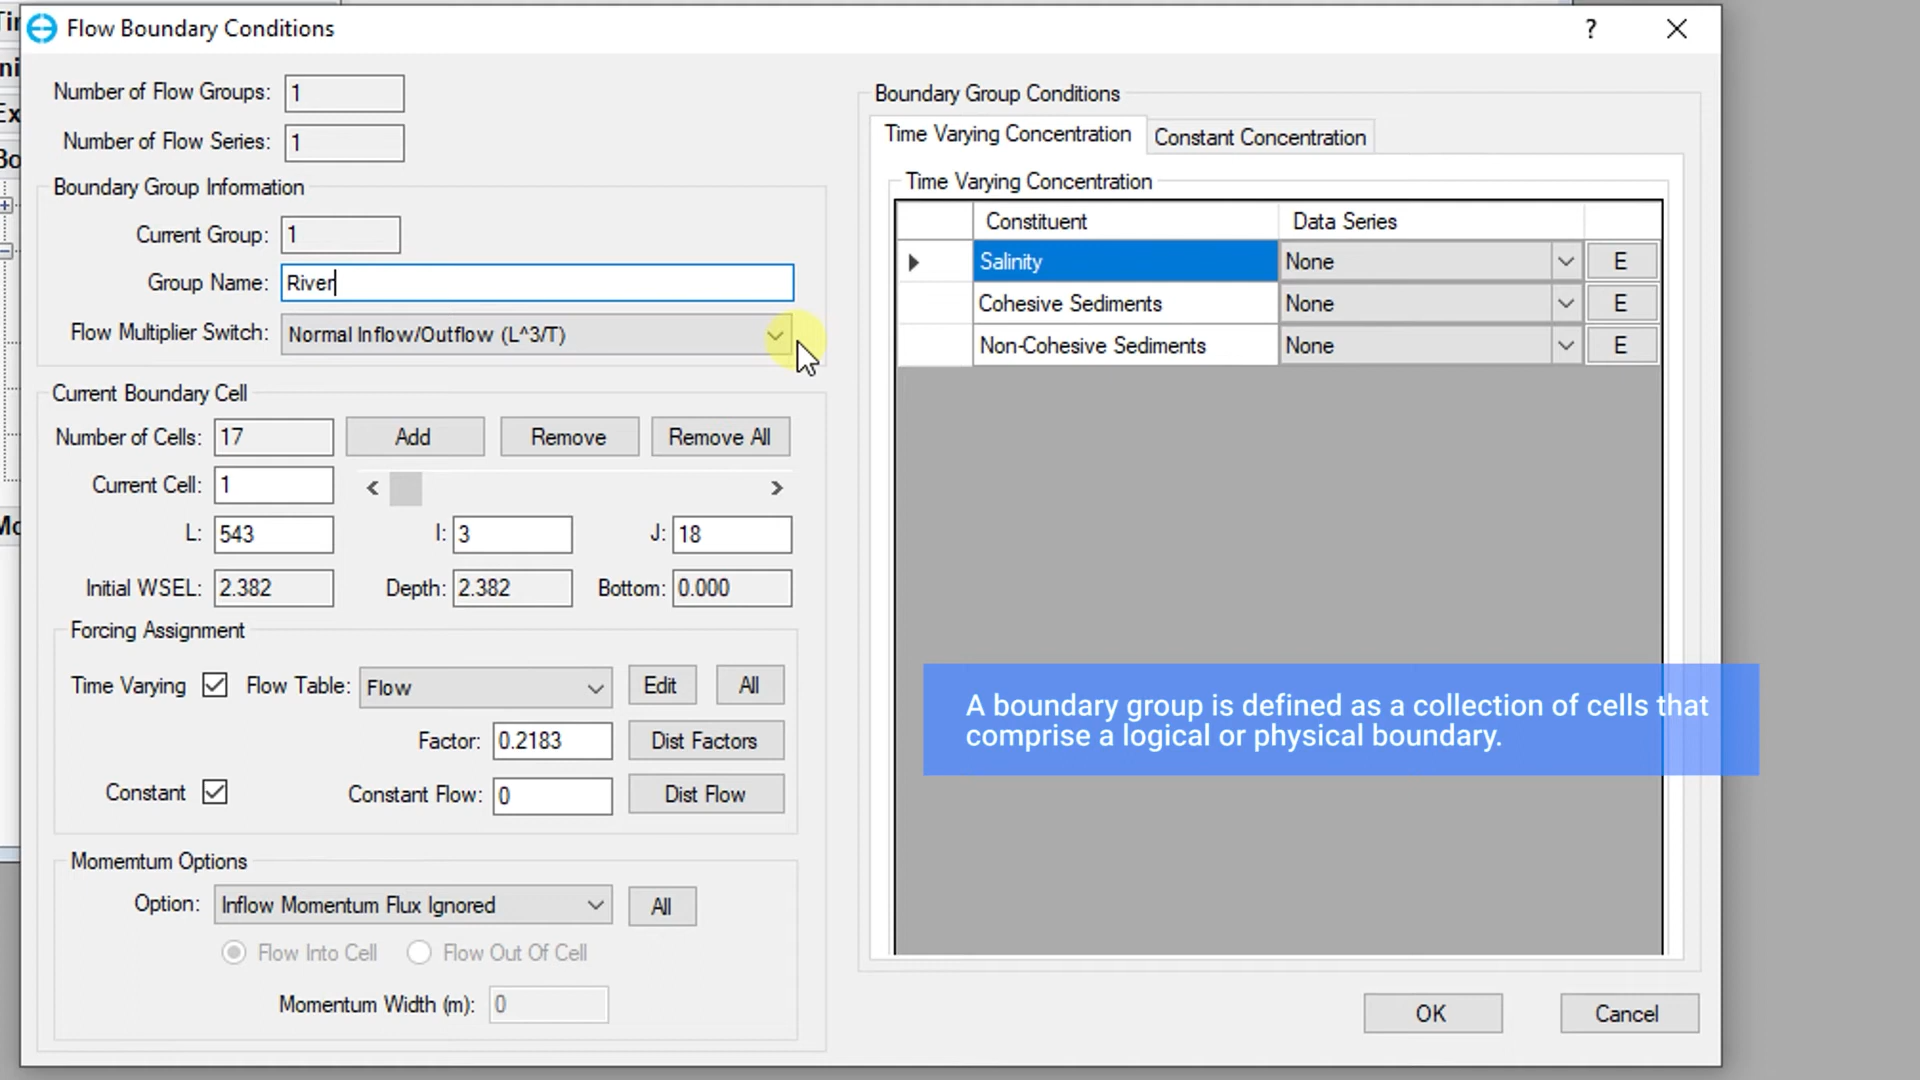 Flow Boundary Conditions
?
Number of Flow Groups: 1
Number of Flow Series: 1
Boundary Group Information
Current Group: 1
Group Name: River
Flow Multiplier Switch: Normal Inflow/Outflow (L^3/T)
Current Boundary Cell
Number of Cells: 17 Add Remove Remove All
Current Cell: 1 < >
L: 543 I: 3 J: 18
Initial WSEL: 2.382 Depth: 2.382 Bottom: 0.000
Forcing Assignment
Time Varying Flow Table: Flow Edit All
Factor: 0.2183 Dist Factors
Constant Constant Flow: 0 Dist Flow
Momemtum Options
Option: Inflow Momentum Flux Ignored All
Flow Into Cell Flow Out Of Cell
Momentum Width (m): 0
Boundary Group Conditions
Time Varying Concentration Constant Concentration
Time Varying Concentration
Constituent Data Series
Salinity None E
Cohesive Sediments None E
Non-Cohesive Sediments None E
A boundary group is defined as a collection of cells that
comprise a logical or physical boundary.
OK Cancel